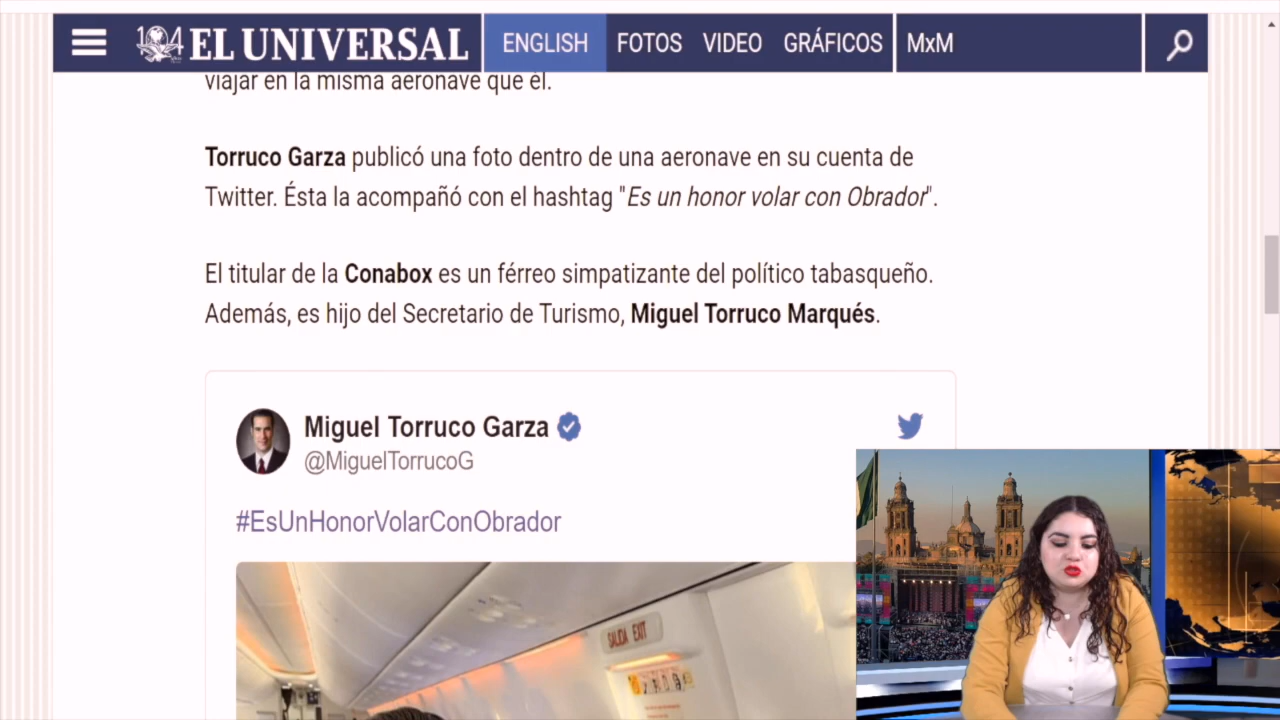 104 EL UNIVERSAL ENGLISH FOTOS VIDEO GRÁFICOS MxM
viajar en la misma aeronave que él.
Torruco Garza publicó una foto dentro de una aeronave en su cuenta de
Twitter. Ésta la acompañó con el hashtag "Es un honor volar con Obrador".
El titular de la Conabox es un férreo simpatizante del político tabasqueño.
Además, es hijo del Secretario de Turismo, Miguel Torruco Marqués.
Miguel Torruco Garza
@MiguelTorrucoG
#EsUnHonorVolarConObrador
SALIDA EXIT